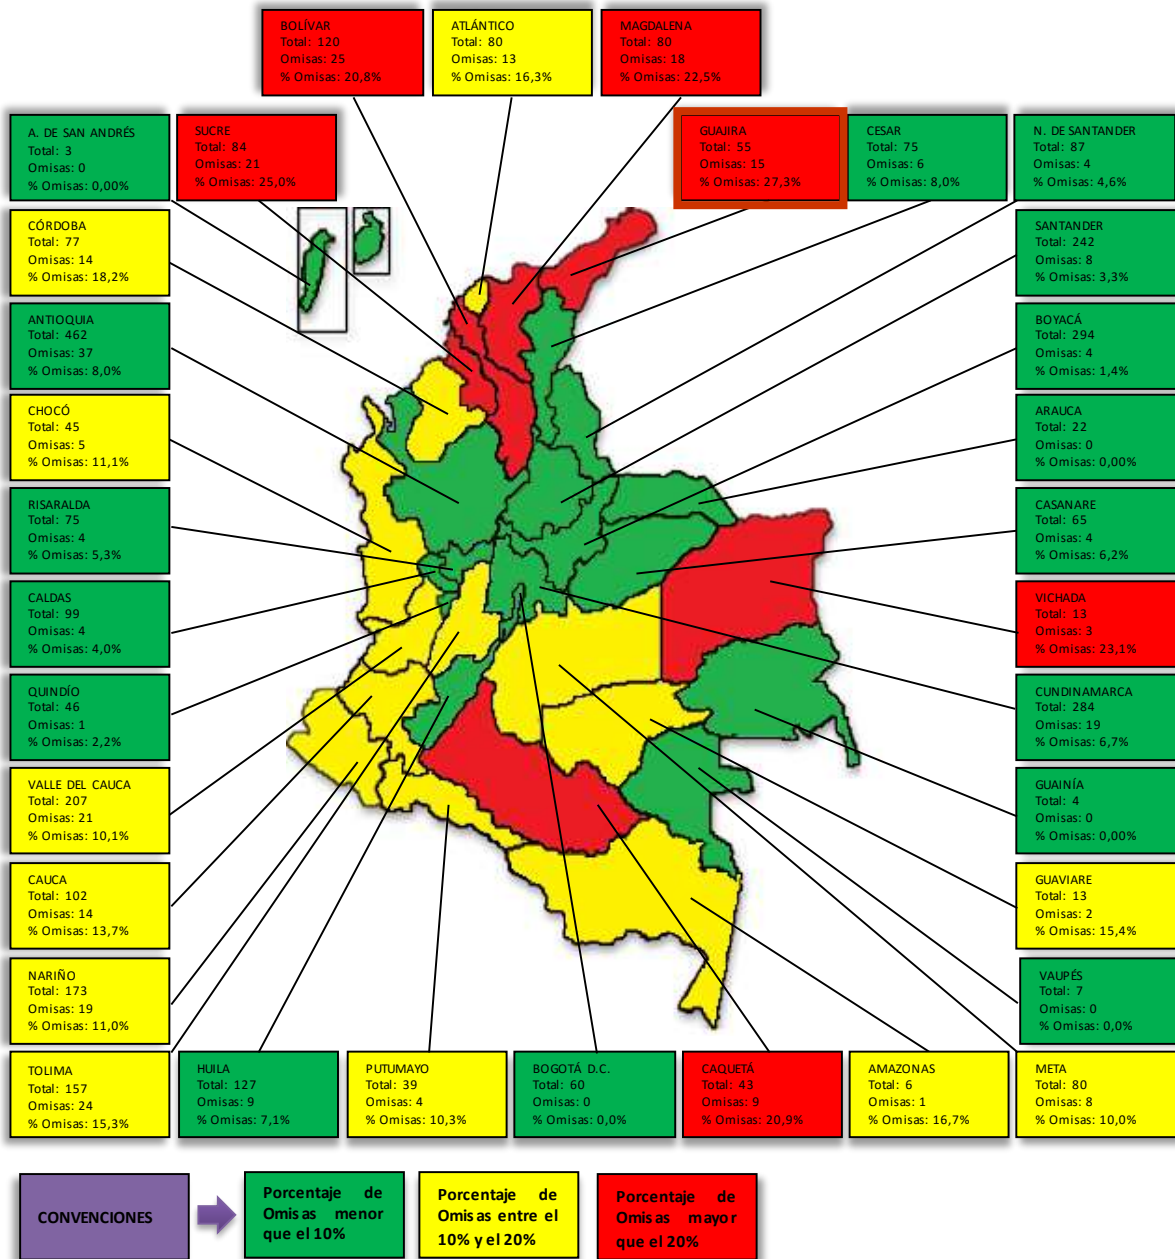 BOLÍVAR
Total: 120
Omisas: 25
% Omisas: 20,8%
ATLÁNTICO
Total: 80
Omisas: 13
% Omisas: 16,3%
MAGDALENA
Total: 80
Omisas: 18
% Omisas: 22,5%
A. DE SAN ANDRÉS
Total: 3
Omisas: 0
% Omisas: 0,00%
SUCRE
Total: 84
Omisas: 21
% Omisas: 25,0%
GUAJIRA
Total: 55
Omisas: 15
% Omisas: 27,3%
CESAR
Total: 75
Omisas: 6
% Omisas: 8,0%
N. DE SANTANDER
Total: 87
Omisas: 4
% Omisas: 4,6%
CÓRDOBA
Total: 77
Omisas: 14
% Omisas: 18,2%
SANTANDER
Total: 242
Omisas: 8
% Omisas: 3,3%
ANTIOQUIA
Total: 462
Omisas: 37
% Omisas: 8,0%
BOYACÁ
Total: 294
Omisas: 4
% Omisas: 1,4%
CHOCÓ
Total: 45
Omisas: 5
% Omisas: 11,1%
ARAUCA
Total: 22
Omisas: 0
% Omisas: 0,00%
RISARALDA
Total: 75
Omisas: 4
% Omisas: 5,3%
CASANARE
Total: 65
Omisas: 4
% Omisas: 6,2%
CALDAS
Total: 99
Omisas: 4
% Omisas: 4,0%
VICHADA
Total: 13
Omisas: 3
% Omisas: 23,1%
QUINDÍO
Total: 46
Omisas: 1
% Omisas: 2,2%
CUNDINAMARCA
Total: 284
Omisas: 19
% Omisas: 6,7%
VALLE DEL CAUCA
Total: 207
Omisas: 21
% Omisas: 10,1%
GUAINÍA
Total: 4
Omisas: 0
% Omisas: 0,00%
CAUCA
Total: 102
Omisas: 14
% Omisas: 13,7%
GUAVIARE
Total: 13
Omisas: 2
% Omisas: 15,4%
NARIÑO
Total: 173
Omisas: 19
% Omisas: 11,0%
VAUPÉS
Total: 7
Omisas: 0
% Omisas: 0,0%
TOLIMA
Total: 157
Omisas: 24
% Omisas: 15,3%
HUILA
Total: 127
Omisas: 9
% Omisas: 7,1%
PUTUMAYO
Total: 39
Omisas: 4
% Omisas: 10,3%
BOGOTÁ D.C.
Total: 60
Omisas: 0
% Omisas: 0,0%
CAQUETÁ
Total: 43
Omisas: 9
% Omisas: 20,9%
AMAZONAS
Total: 6
Omisas: 1
% Omisas: 16,7%
META
Total: 80
Omisas: 8
% Omisas: 10,0%
CONVENCIONES
Porcentaje de
Omisas menor
que el 10%
Porcentaje de
Omisas entre el
10% y el 20%
Porcentaje de
Omisas mayor
que el 20%